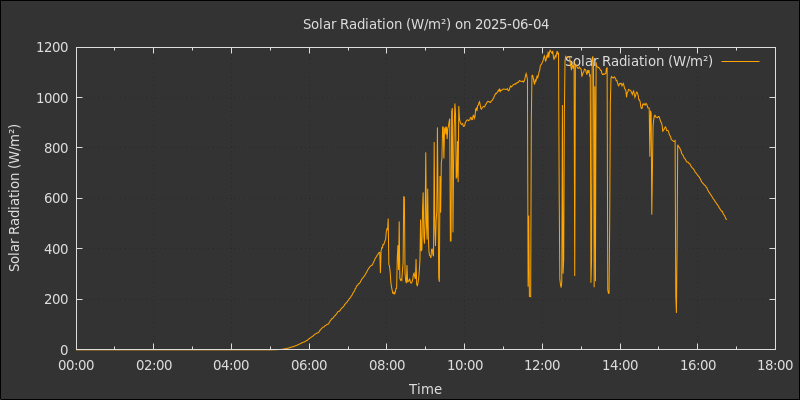 Solar Radiation (W/m²) on 2025-06-04
Solar Radiation (W/m²)
Solar Radiation (W/m²)
1200
1000
800
600
400
200
0
00:00 02:00 04:00 06:00 08:00 10:00 12:00 14:00 16:00 18:00
Time